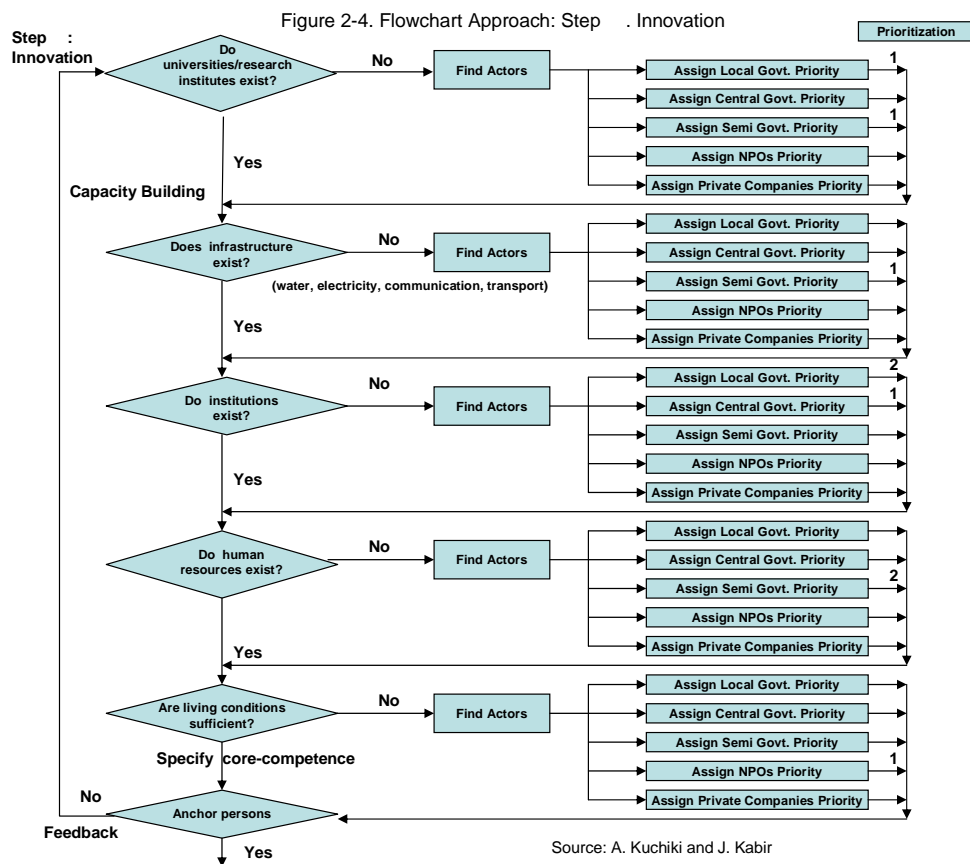 Figure 2-4. Flowchart Approach: Step    . Innovation
Prioritization
Step   :
Innovation
Do
universities/research
institutes exist?
No
Find Actors
Assign Local Govt. Priority
1
Assign Central Govt. Priority
Assign Semi Govt. Priority
1
Assign NPOs Priority
Assign Private Companies Priority
Yes
Capacity Building
Does infrastructure
exist?
No
Find Actors
(water, electricity, communication, transport)
Assign Local Govt. Priority
Assign Central Govt. Priority
Assign Semi Govt. Priority
1
Assign NPOs Priority
Assign Private Companies Priority
Yes
Do institutions
exist?
No
Find Actors
Assign Local Govt. Priority
2
Assign Central Govt. Priority
1
Assign Semi Govt. Priority
Assign NPOs Priority
Assign Private Companies Priority
Yes
Do human
resources exist?
No
Find Actors
Assign Local Govt. Priority
Assign Central Govt. Priority
Assign Semi Govt. Priority
2
Assign NPOs Priority
Assign Private Companies Priority
Yes
Are living conditions
sufficient?
No
Find Actors
Assign Local Govt. Priority
Assign Central Govt. Priority
Assign Semi Govt. Priority
Assign NPOs Priority
1
Assign Private Companies Priority
Specify core-competence
No
Anchor persons
Feedback
Yes
Source: A. Kuchiki and J. Kabir